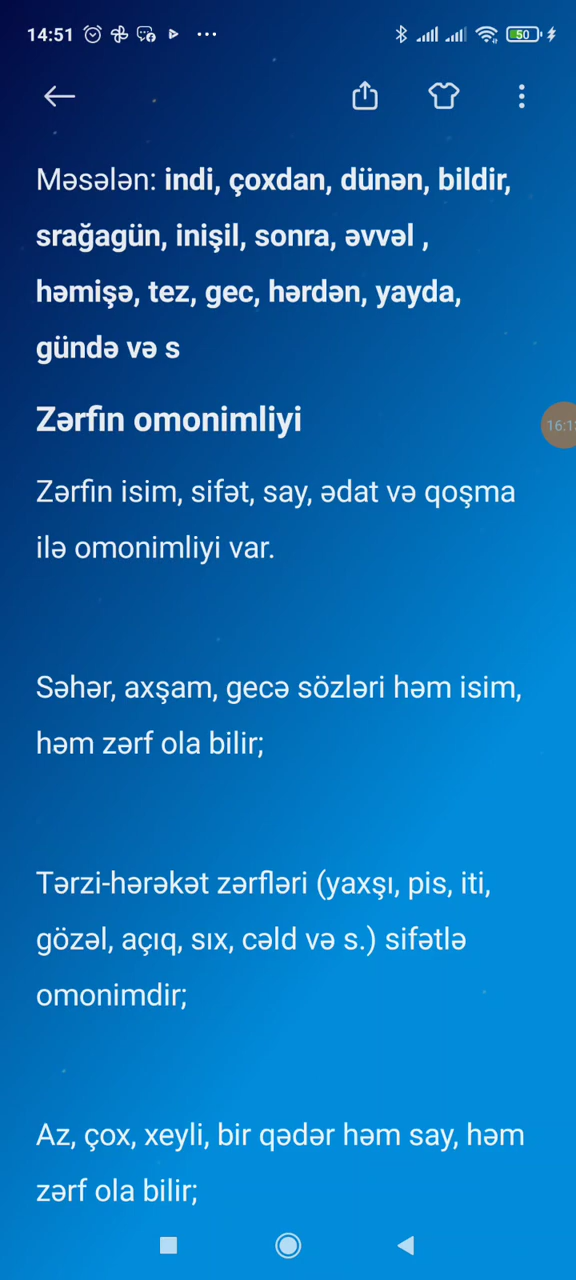 14:51
50
Məsələn: indi, çoxdan, dünən, bildir,
srağagün, inişil, sonra, əvvəl ,
həmişə, tez, gec, hərdən, yayda,
gündə və s
Zərfin omonimliyi
16:1
Zərfin isim, sifət, say, ədat və qoşma
ilə omonimliyi var.
Səhər, axşam, gecə sözləri həm isim,
həm zərf ola bilir;
Tərzi-hərəkət zərfləri (yaxşı, pis, iti,
gözəl, açıq, sıx, cəld və s.) sifətlə
omonimdir;
Az, çox, xeyli, bir qədər həm say, həm
zərf ola bilir;